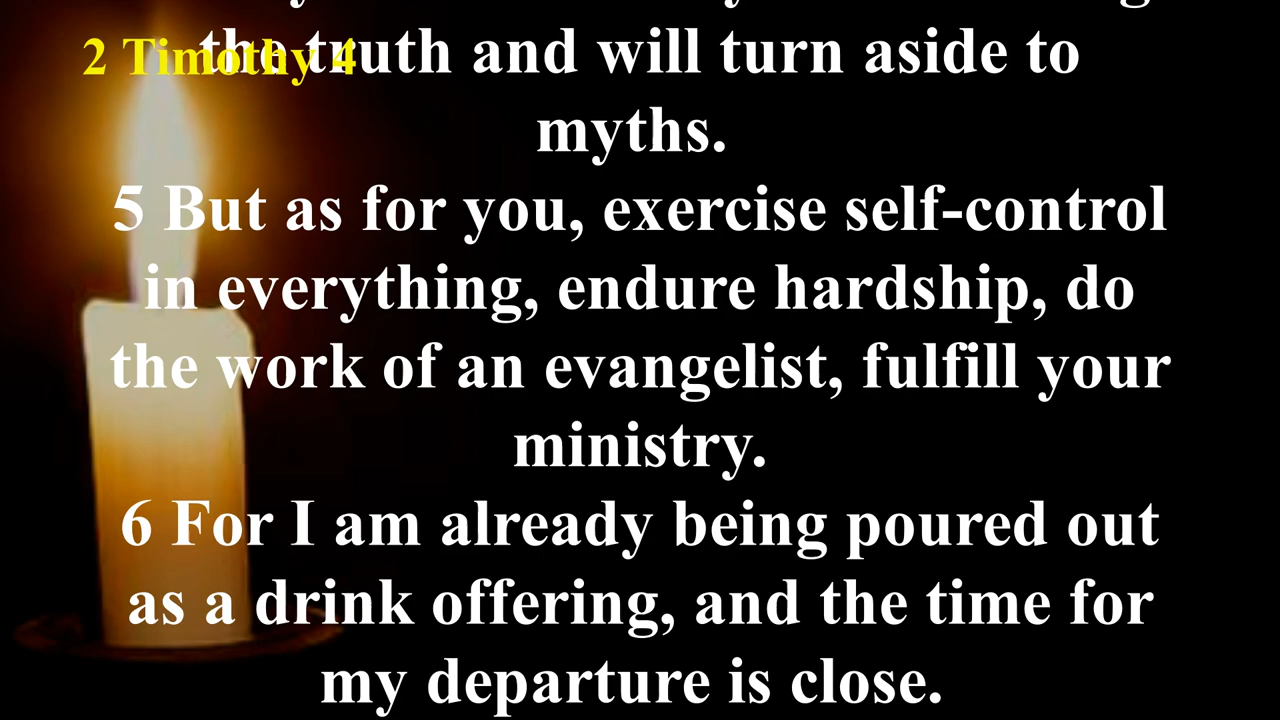 2 Timothy 4
the truth and will turn aside to
myths.
5 But as for you, exercise self-control
in everything, endure hardship, do
the work of an evangelist, fulfill your
ministry.
6 For I am already being poured out
as a drink offering, and the time for
my departure is close.